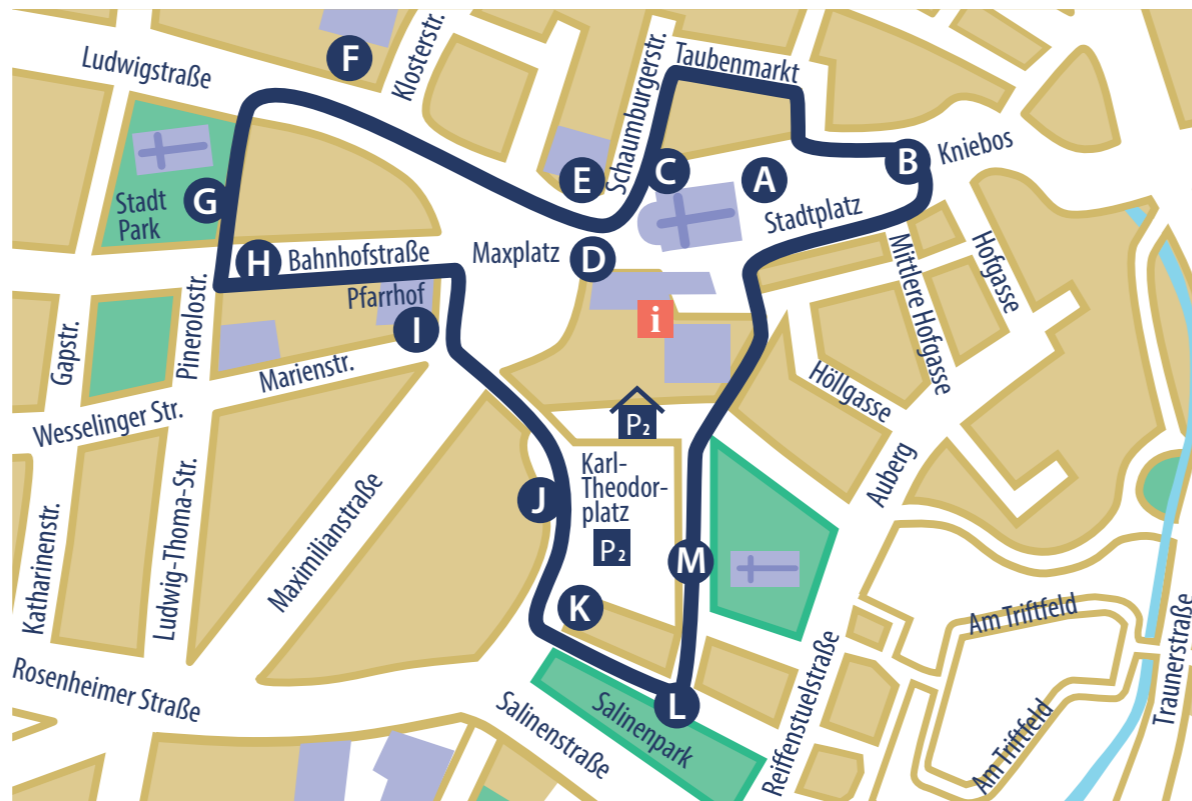 Ludwigstraße
F
Klosterstr.
Schaumburgerstr.
Taubenmarkt
B
Kniebos
E
C
A
Stadt
Park
G
Stadtplatz
H
Bahnhofstraße
Maxplatz
D
Mittlere Hofgasse
Hofgasse
Pfarrhof
I
i
Gapstr.
Pinerolostr.
Marienstr.
Höllgasse
Wesselinger Str.
P2
Karl-
Theodor-
platz
P2
J
Auberg
Katharinenstr.
Ludwig-Thoma-Str.
Maximilianstraße
M
K
Am Triftfeld
Traunerstraße
Rosenheimer Straße
L
Salinenpark
Salinenstraße
Reiffenstuelstraße
Am Triftfeld